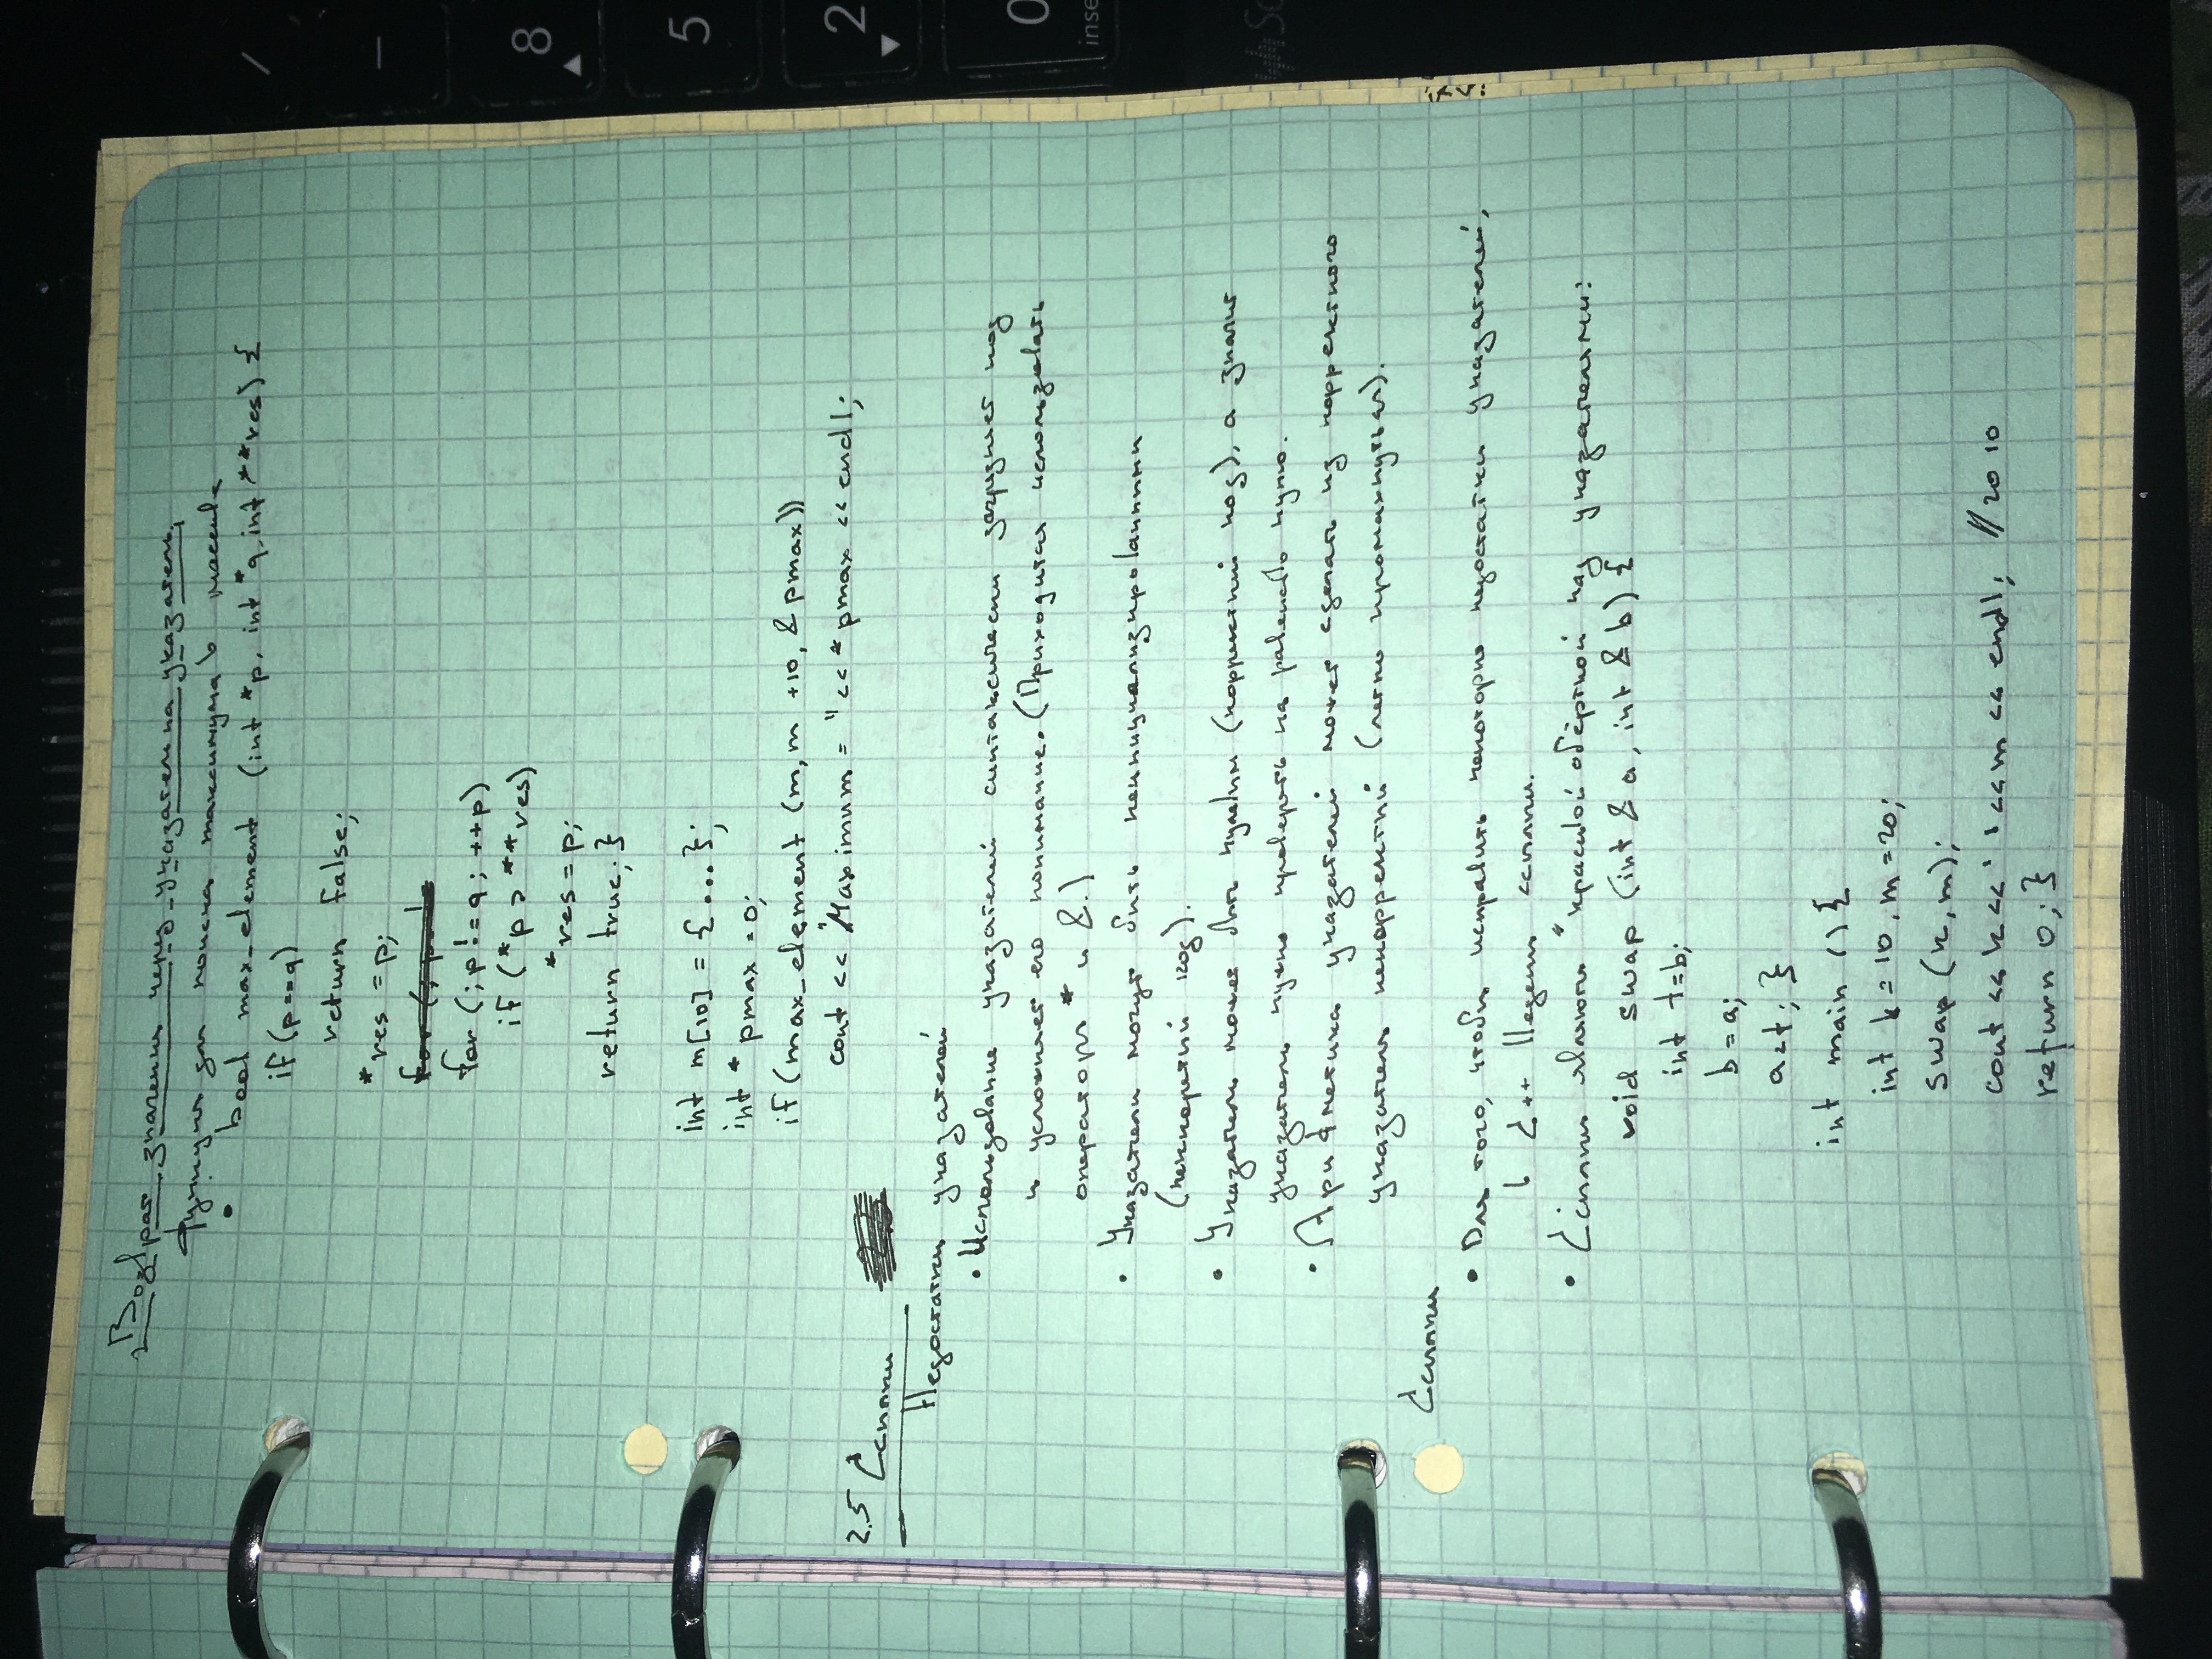 Возврат значения через указатель на указатель.
Функция для поиска максимума в массиве
• bool max_element (int *p, int *q, int **res) {
if (p==q)
return false;
*res = p;
for (; p!=q; ++p)
if (*p > **res)
*res = p;
return true; }
int m[10] = {...};
int * pmax = 0;
if (max_element (m, m +10, & pmax))
cout << "Maximum = " << *pmax << endl;
2.5 Ссылки
Недостатки указателей
• Использование указателей синтаксически загрязняет код
и усложняет его понимание. (Приходится использовать
операторы * и &.)
• Указатели могут быть неинициализированными
(некорретный код).
• Указатель может быть нулевым (корректный код), а значит
указатель нужно проверять на равенство нулю.
• Арифметика указателей может сделать из корректного
указателя некорректный (легко промахнуться).
Ссылки
• Для того, чтобы исправить некоторые недостатки указателей,
в C++ введены ссылки.
• Ссылки являются "красивой обёрткой над указателями:
void swap (int & a, int & b) {
int t=b;
b = a;
a=t; }
int main () {
int k = 10, m = 20;
swap (k, m);
cout << k << ' ' << m << endl; // 20 10
return 0; }
/
–
8
5
2
0
inse